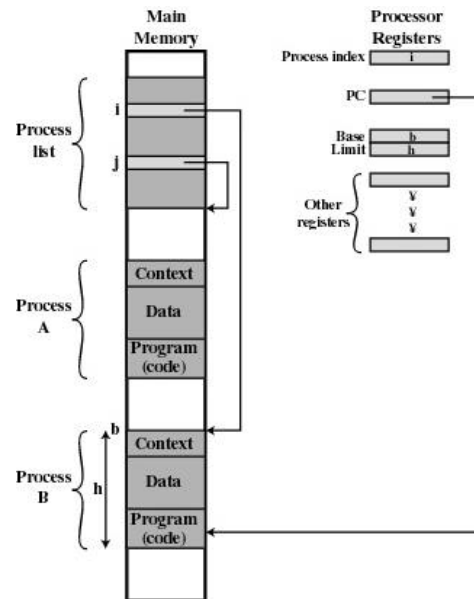 Main
Memory
Processor
Registers
Process index
i
PC
Base
b
Limit
h
Other
registers
¥
¥
¥
Process
list
i
j
Process
A
Context
Data
Program
(code)
Process
B
b
h
Context
Data
Program
(code)